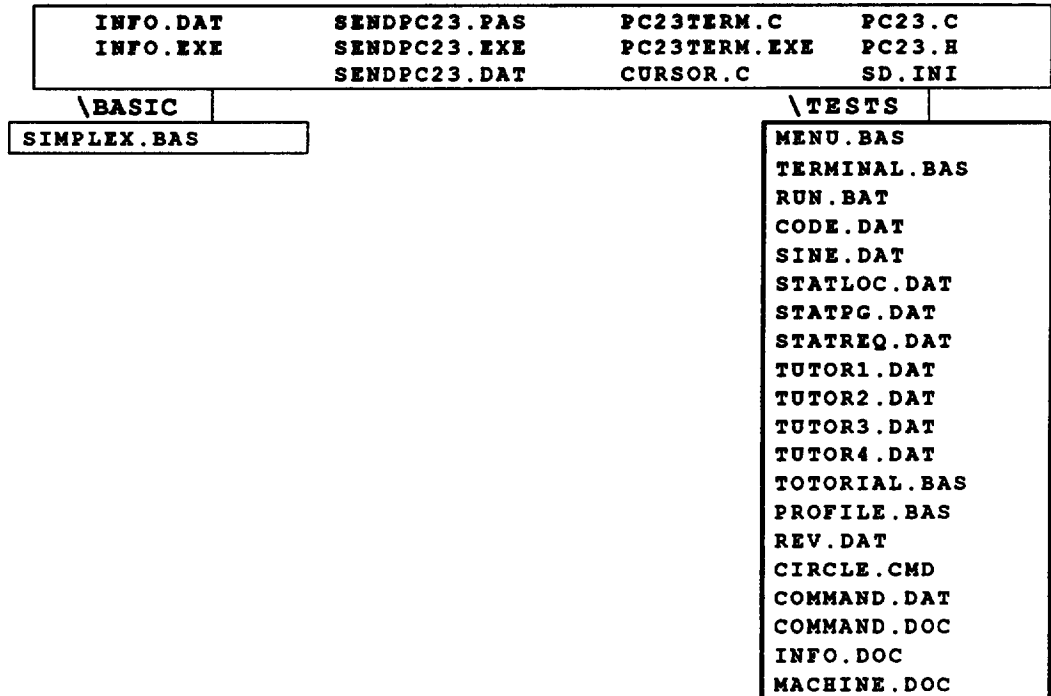 INFO.DAT SENDPC23.PAS PC23TERM.C PC23.C
INFO.EXE SENDPC23.EXE PC23TERM.EXE PC23.H
SENDPC23.DAT CURSOR.C SD.INI
\BASIC \TESTS
SIMPLEX.BAS MENU.BAS
TERMINAL.BAS
RUN.BAT
CODE.DAT
SINE.DAT
STATLOC.DAT
STATPG.DAT
STATREQ.DAT
TUTOR1.DAT
TUTOR2.DAT
TUTOR3.DAT
TUTOR4.DAT
TOTORIAL.BAS
PROFILE.BAS
REV.DAT
CIRCLE.CMD
COMMAND.DAT
COMMAND.DOC
INFO.DOC
MACHINE.DOC